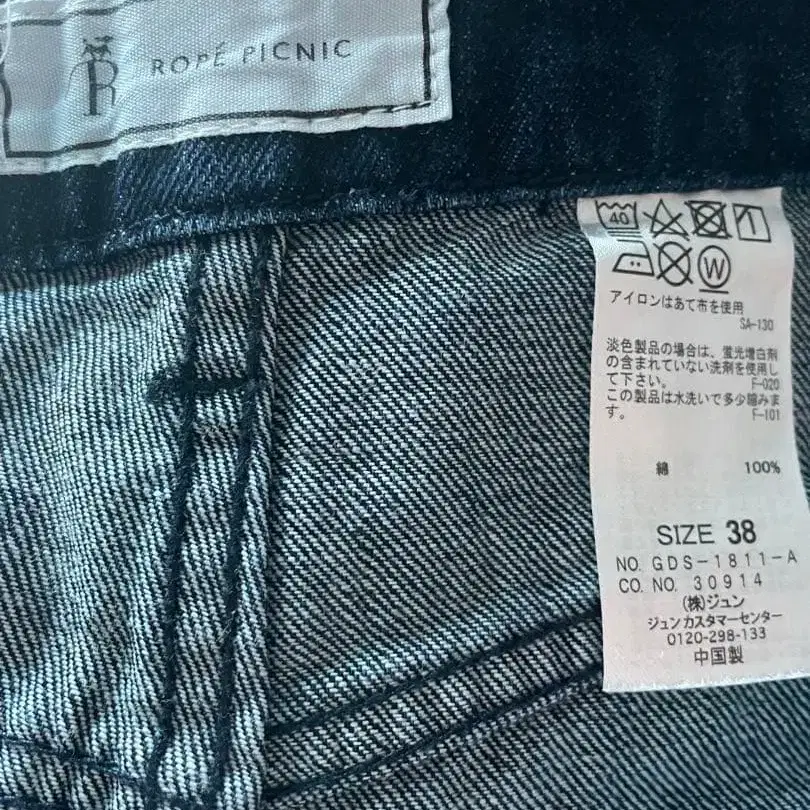 R ROPÉ PICNIC
40
W
アイロンはあて布を使用
SA-130
淡色製品の場合は、蛍光増白剤
の含まれていない洗剤を使用し
て下さい。 F-020
この製品は水洗いで多少縮みま
す。 F-101
綿 100%
SIZE 38
NO. GDS-1811-A
CO. NO. 30914
(株)ジュン
ジュンカスタマーセンター
0120-298-133
中国製